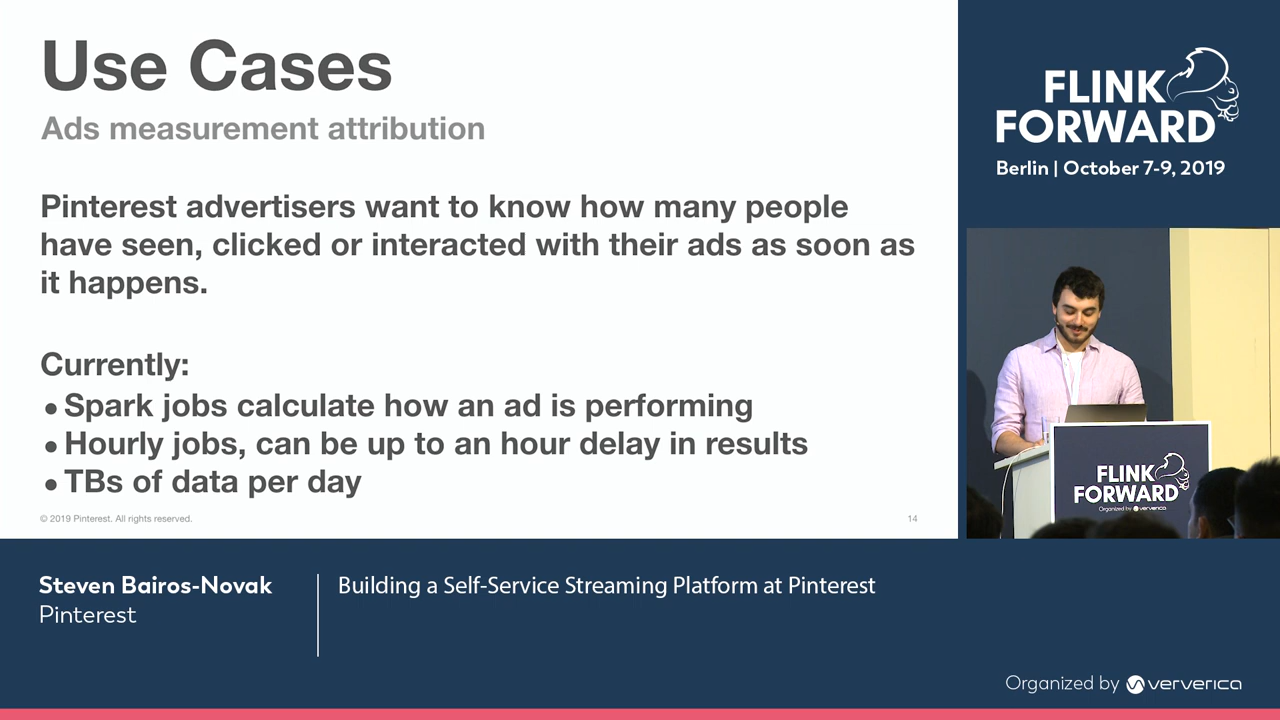 Use Cases
Ads measurement attribution
Pinterest advertisers want to know how many people
have seen, clicked or interacted with their ads as soon as
it happens.
Currently:
● Spark jobs calculate how an ad is performing
● Hourly jobs, can be up to an hour delay in results
● TBs of data per day
© 2019 Pinterest. All rights reserved.
14
FLINK
FORWARD
Berlin | October 7-9, 2019
FLINK
FORWARD
Organized by ververica
Steven Bairos-Novak
Pinterest
Building a Self-Service Streaming Platform at Pinterest
Organized by ververica